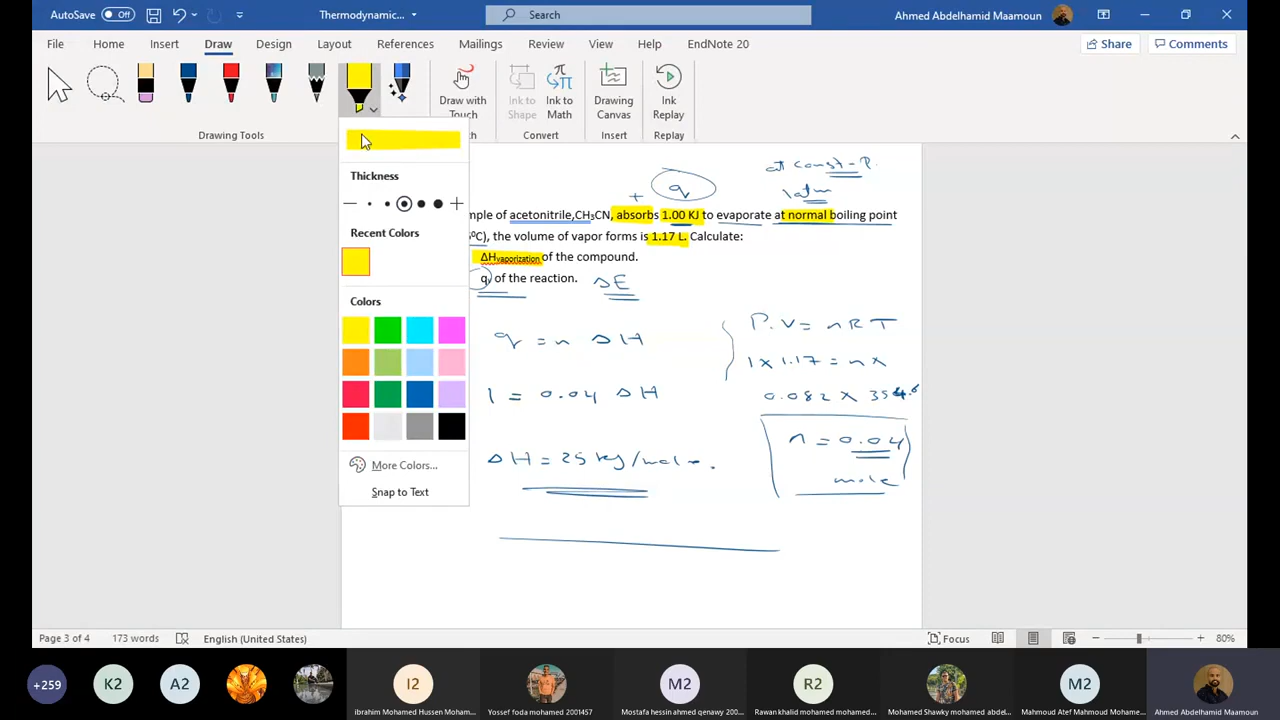 AutoSave Off Thermodynamic... Search Ahmed Abdelhamid Maamoun
File Home Insert Draw Design Layout References Mailings Review View Help EndNote 20 Share Comments
Draw with Touch
Ink to Shape
Ink to Math
Drawing Canvas
Ink Replay
Drawing Tools Convert Insert Replay
Thickness
Recent Colors
Colors
More Colors...
Snap to Text
at const-P.
+ q 1atm
mple of acetonitrile,CH₃CN, absorbs 1.00 KJ to evaporate at normal boiling point
⁰C), the volume of vapor forms is 1.17 L. Calculate:
ΔHvaporization of the compound.
q of the reaction. ΔE
q = n ΔH
1 = 0.04 ΔH
ΔH = 25 kJ/mole.
P.V = nRT
1 x 1.17 = n x
0.082 x 354.6
n = 0.04
mole
Page 3 of 4 173 words English (United States) Focus 80%
+259 K2 A2 I2 M2 R2 M2
ibrahim Mohamed Hussen Moham... Yossef foda mohamed 2001457 Mostafa hessin ahmed qenawy 200... Rawan khalid mohamed mohamed... Mohamed Shawky mohamed abdel... Mahmoud Atef Mahmoud Mohame... Ahmed Abdelhamid Maamoun